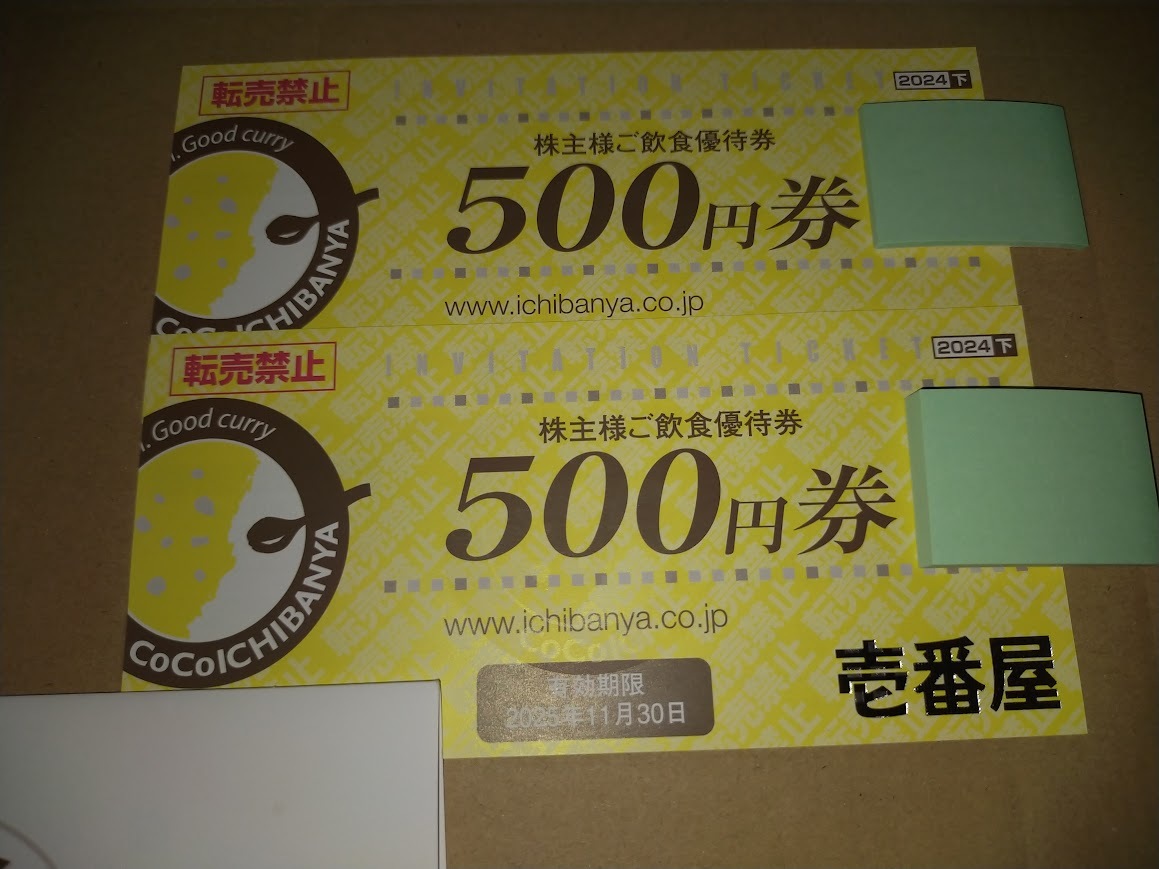 転売禁止
INVITATION TICKET
2024下
株主様ご飲食優待券
. Good curry
500円券
CoCoICHIBANYA
www.ichibanya.co.jp
転売禁止
INVITATION TICKET
2024下
株主様ご飲食優待券
. Good curry
500円券
CoCoICHIBANYA
www.ichibanya.co.jp
有効期限
2025年11月30日
壱番屋